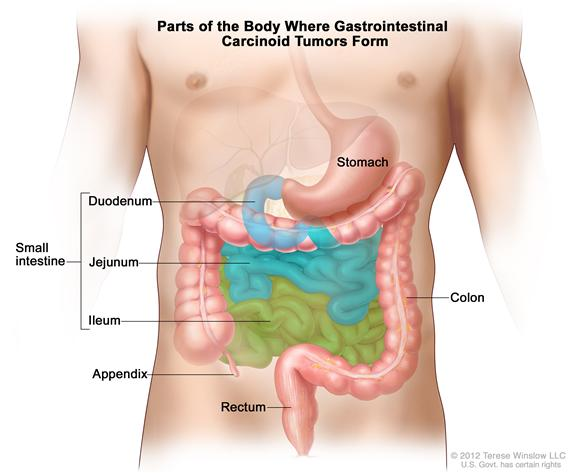 Parts of the Body Where Gastrointestinal
Carcinoid Tumors Form
Stomach
Duodenum
Small
intestine
Jejunum
Colon
Ileum
Appendix
Rectum
© 2012 Terese Winslow LLC
U.S. Govt. has certain rights